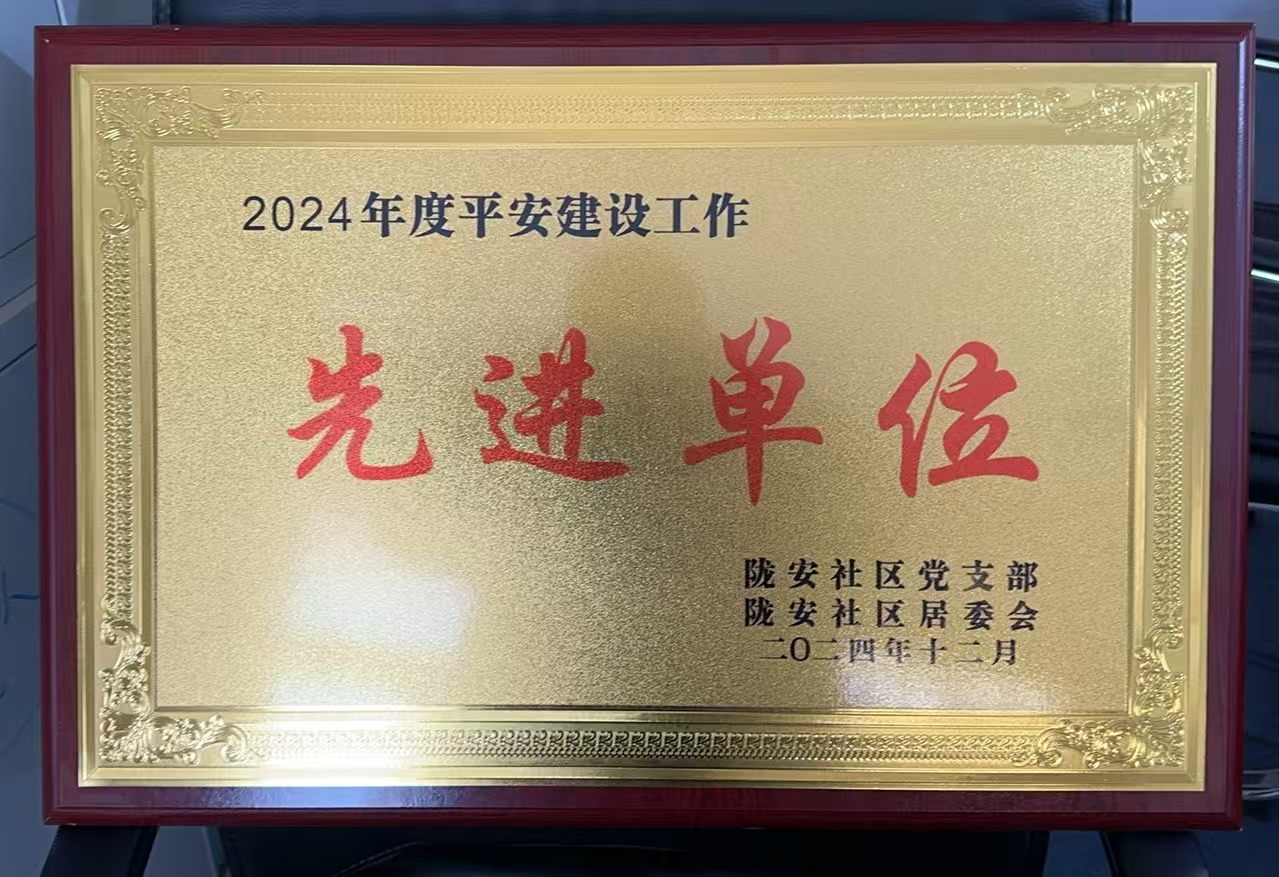 2024年度平安建设工作
先进单位
陇安社区党支部
陇安社区居委会
二〇二四年十二月